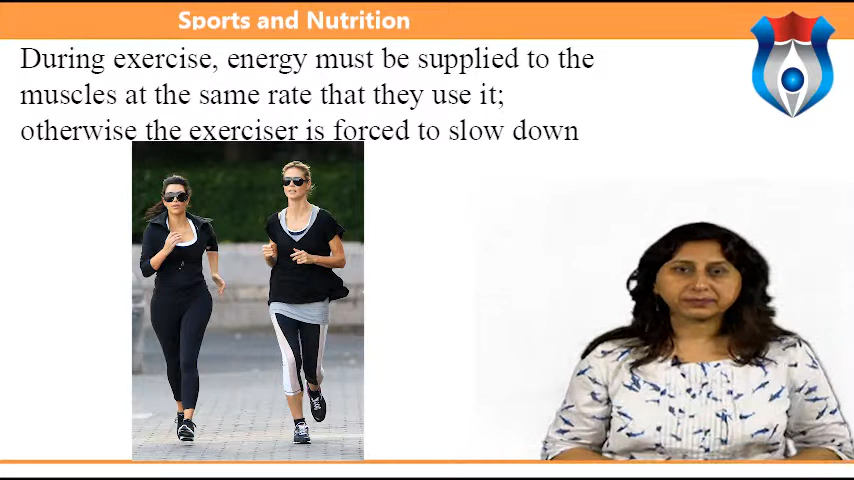 Sports and Nutrition
During exercise, energy must be supplied to the
muscles at the same rate that they use it;
otherwise the exerciser is forced to slow down